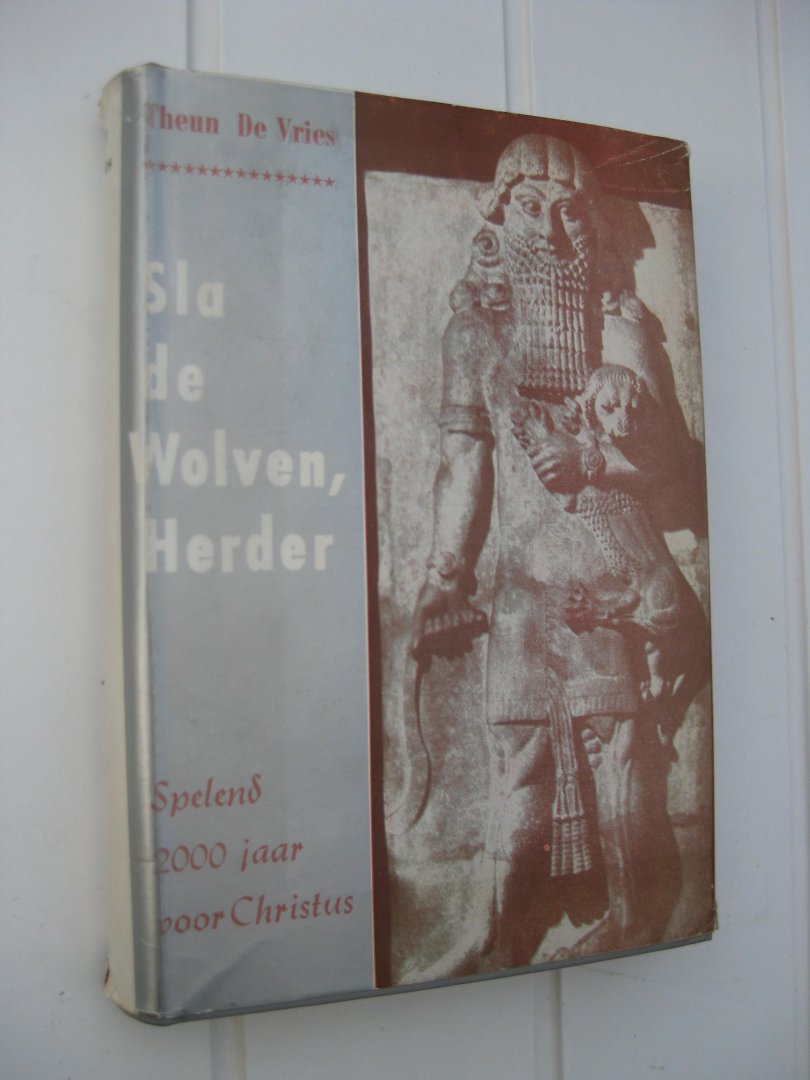 Theun De Vries
***************
Sla
de
Wolven,
Herder
Spelend
2000 jaar
voor Christus